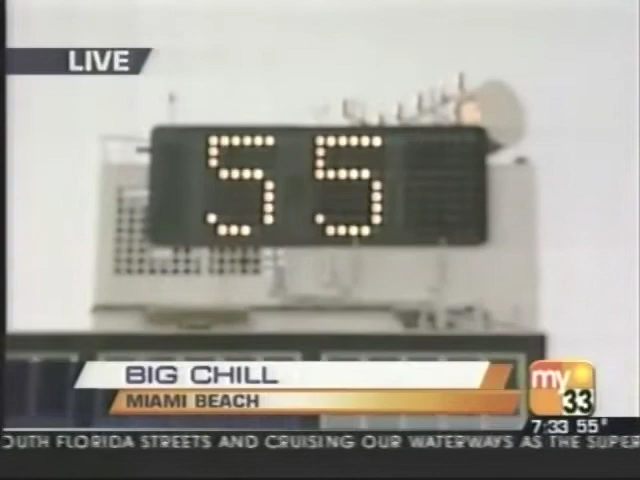 LIVE
55
BIG CHILL
MIAMI BEACH
my
33
7:33 55°
OUTH FLORIDA STREETS AND CRUISING OUR WATERWAYS AS THE SUPER